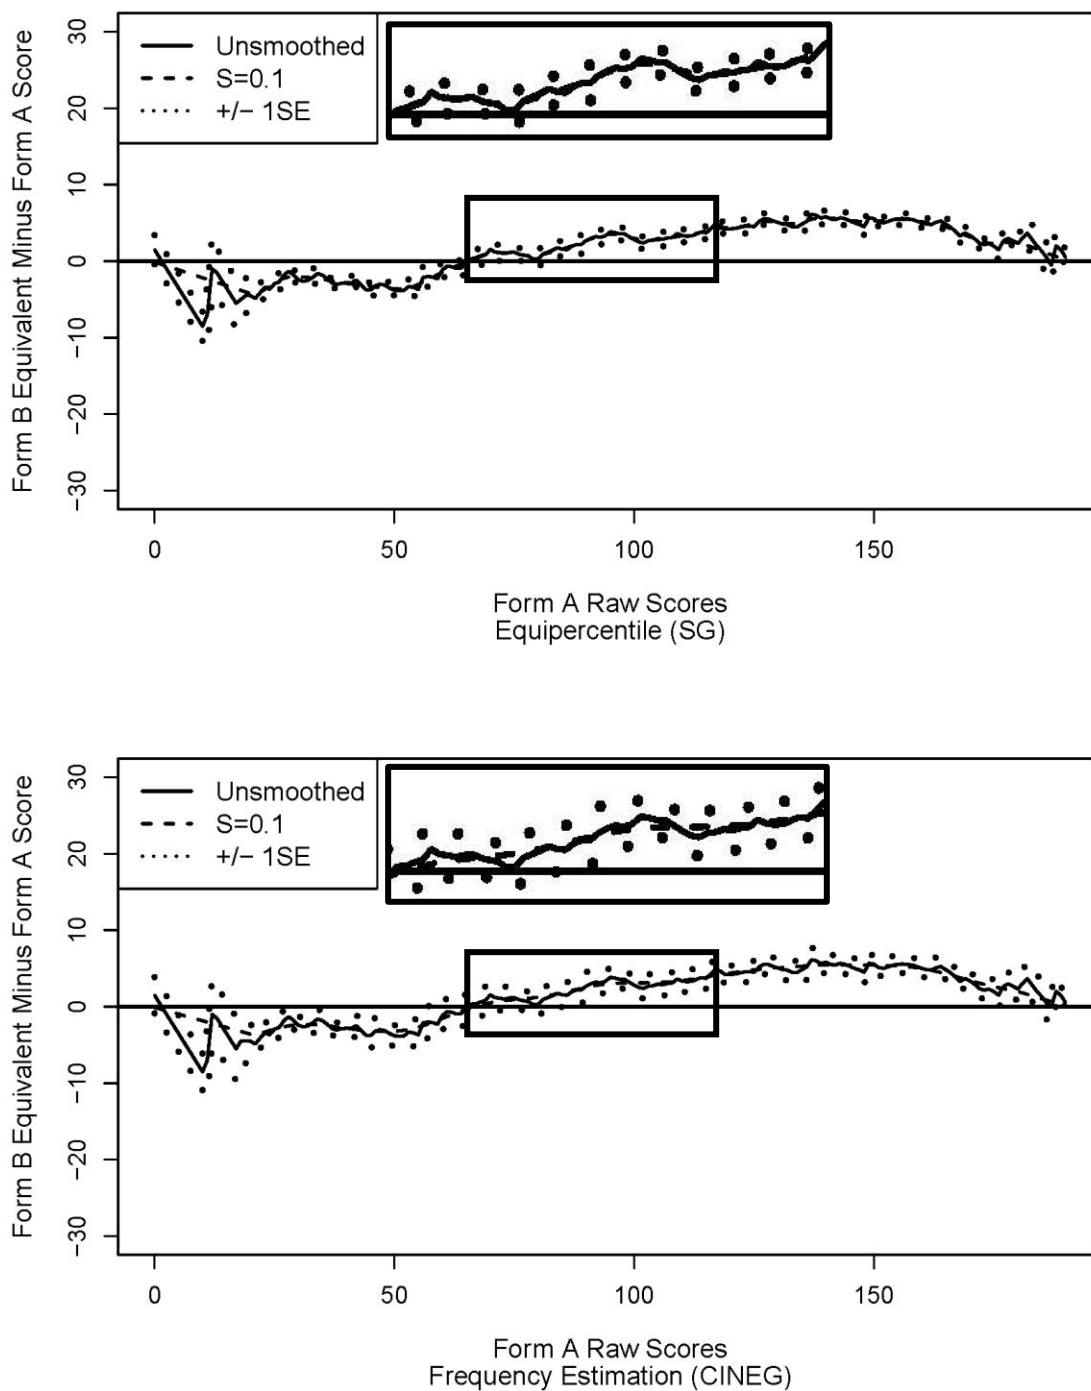 Form B Equivalent Minus Form A Score
30
20
10
0
−10
−20
−30
Unsmoothed
S=0.1
+/− 1SE
0 50 100 150
Form A Raw Scores
Equipercentile (SG)
Form B Equivalent Minus Form A Score
30
20
10
0
−10
−20
−30
Unsmoothed
S=0.1
+/− 1SE
0 50 100 150
Form A Raw Scores
Frequency Estimation (CINEG)